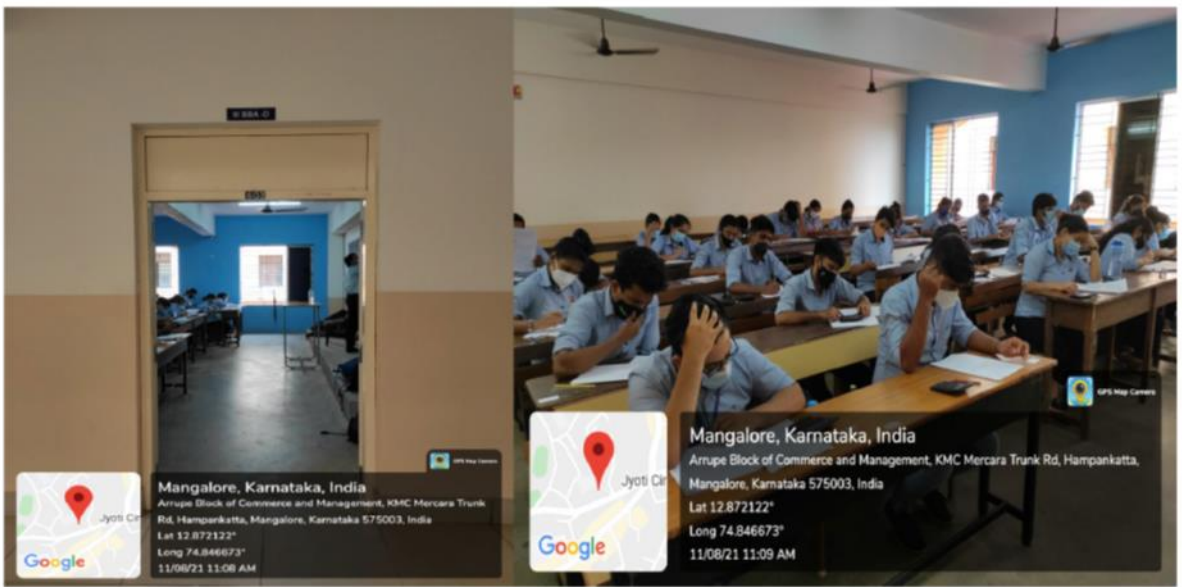 III BBA-D
GPS Map Camera
Jyoti Cir
Google
Mangalore, Karnataka, India
Arrupe Block of Commerce and Management, KMC Mercara Trunk
Rd, Hampankatta, Mangalore, Karnataka 575003, India
Lat 12.872122°
Long 74.846673°
11/08/21 11:08 AM
GPS Map Camera
Jyoti Cir
Google
Mangalore, Karnataka, India
Arrupe Block of Commerce and Management, KMC Mercara Trunk Rd, Hampankatta,
Mangalore, Karnataka 575003, India
Lat 12.872122°
Long 74.846673°
11/08/21 11:09 AM